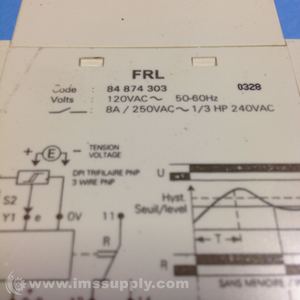 FRL
Code : 84 874 303 0328
Volts : 120VAC~ 50-60Hz
: 8A / 250VAC~ 1/3 HP 240VAC
+ E - TENSION
VOLTAGE
DPI TRIFILAIRE PNP
3 WIRE PNP
U
S2
Hyst.
Seuil/level
Y1 e 0V 11
T
R
R
SANS MEMOIRE
© www.imssupply.com